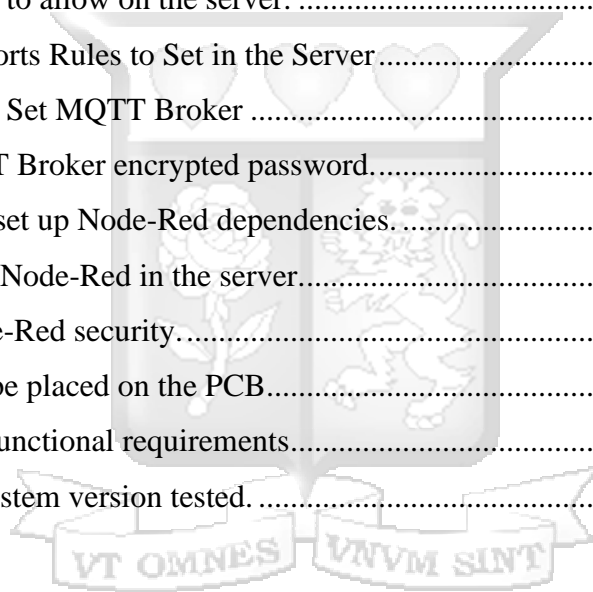 to allow on the server. ..........................................
orts Rules to Set in the Server..........................................
Set MQTT Broker ..........................................
T Broker encrypted password...........................................
set up Node-Red dependencies. ..........................................
Node-Red in the server...........................................
e-Red security...........................................
be placed on the PCB..........................................
unctional requirements..........................................
stem version tested. ..........................................
VT OMNES VNVM SINT